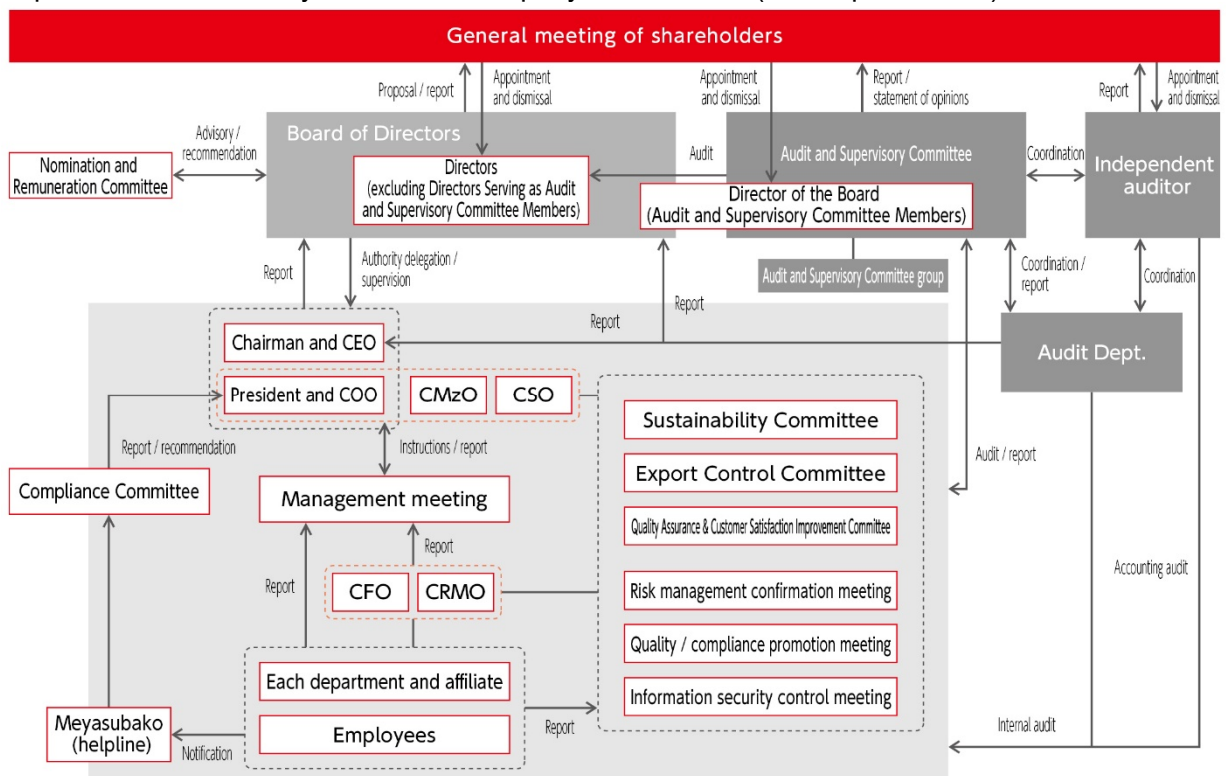 General meeting of shareholders
Proposal / report
Appointment
and dismissal
Appointment
and dismissal
Report /
statement of opinions
Report
Appointment
and dismissal
Board of Directors
Audit and Supervisory Committee
Independent
auditor
Advisory /
recommendation
Nomination and
Remuneration Committee
Directors
(excluding Directors Serving as Audit
and Supervisory Committee Members)
Audit
Director of the Board
(Audit and Supervisory Committee Members)
Coordination
Report
Authority delegation /
supervision
Audit and Supervisory Committee group
Coordination /
report
Coordination
Report
Report
Chairman and CEO
Audit Dept.
President and COO
CMzO
CSO
Sustainability Committee
Report / recommendation
Instructions / report
Audit / report
Export Control Committee
Compliance Committee
Management meeting
Quality Assurance & Customer Satisfaction Improvement Committee
Report
Report
Accounting audit
CFO
CRMO
Risk management confirmation meeting
Quality / compliance promotion meeting
Each department and affiliate
Information security control meeting
Meyasubako
(helpline)
Notification
Employees
Report
Internal audit